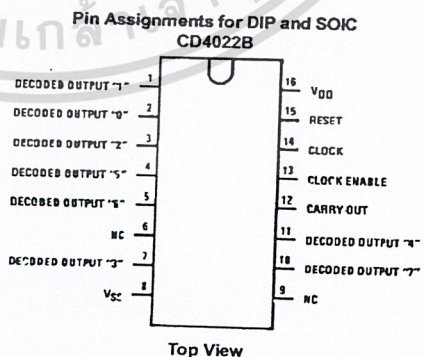 Pin Assignments for DIP and SOIC
CD4022B
DECODED OUTPUT "1" 1
DECODED OUTPUT "0" 2
DECODED OUTPUT "2" 3
DECODED OUTPUT "5" 4
DECODED OUTPUT "6" 5
NC 6
DECODED OUTPUT "3" 7
VSS 8
16 VDD
15 RESET
14 CLOCK
13 CLOCK ENABLE
12 CARRY OUT
11 DECODED OUTPUT "4"
10 DECODED OUTPUT "7"
9 NC
Top View